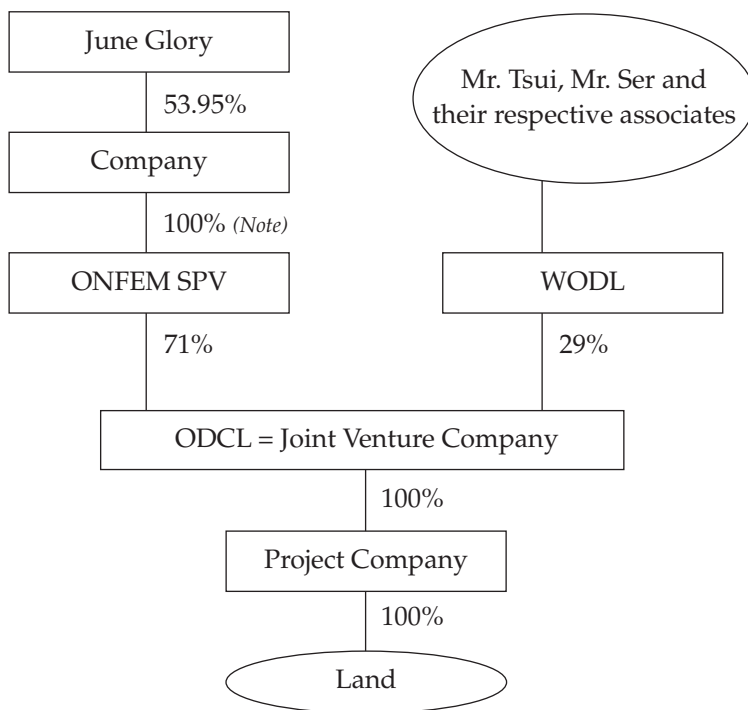 June Glory
53.95%
Company
100% (Note)
ONFEM SPV
71%
Mr. Tsui, Mr. Ser and
their respective associates
WODL
29%
ODCL = Joint Venture Company
100%
Project Company
100%
Land